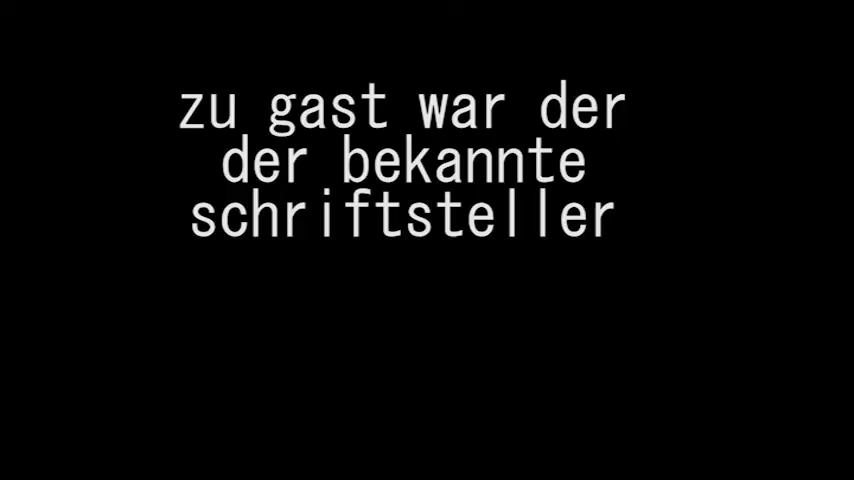 zu gast war der
der bekannte
schriftsteller